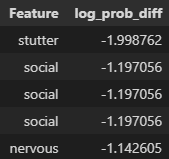 Feature log_prob_diff
stutter -1.998762
social -1.197056
social -1.197056
social -1.197056
nervous -1.142605